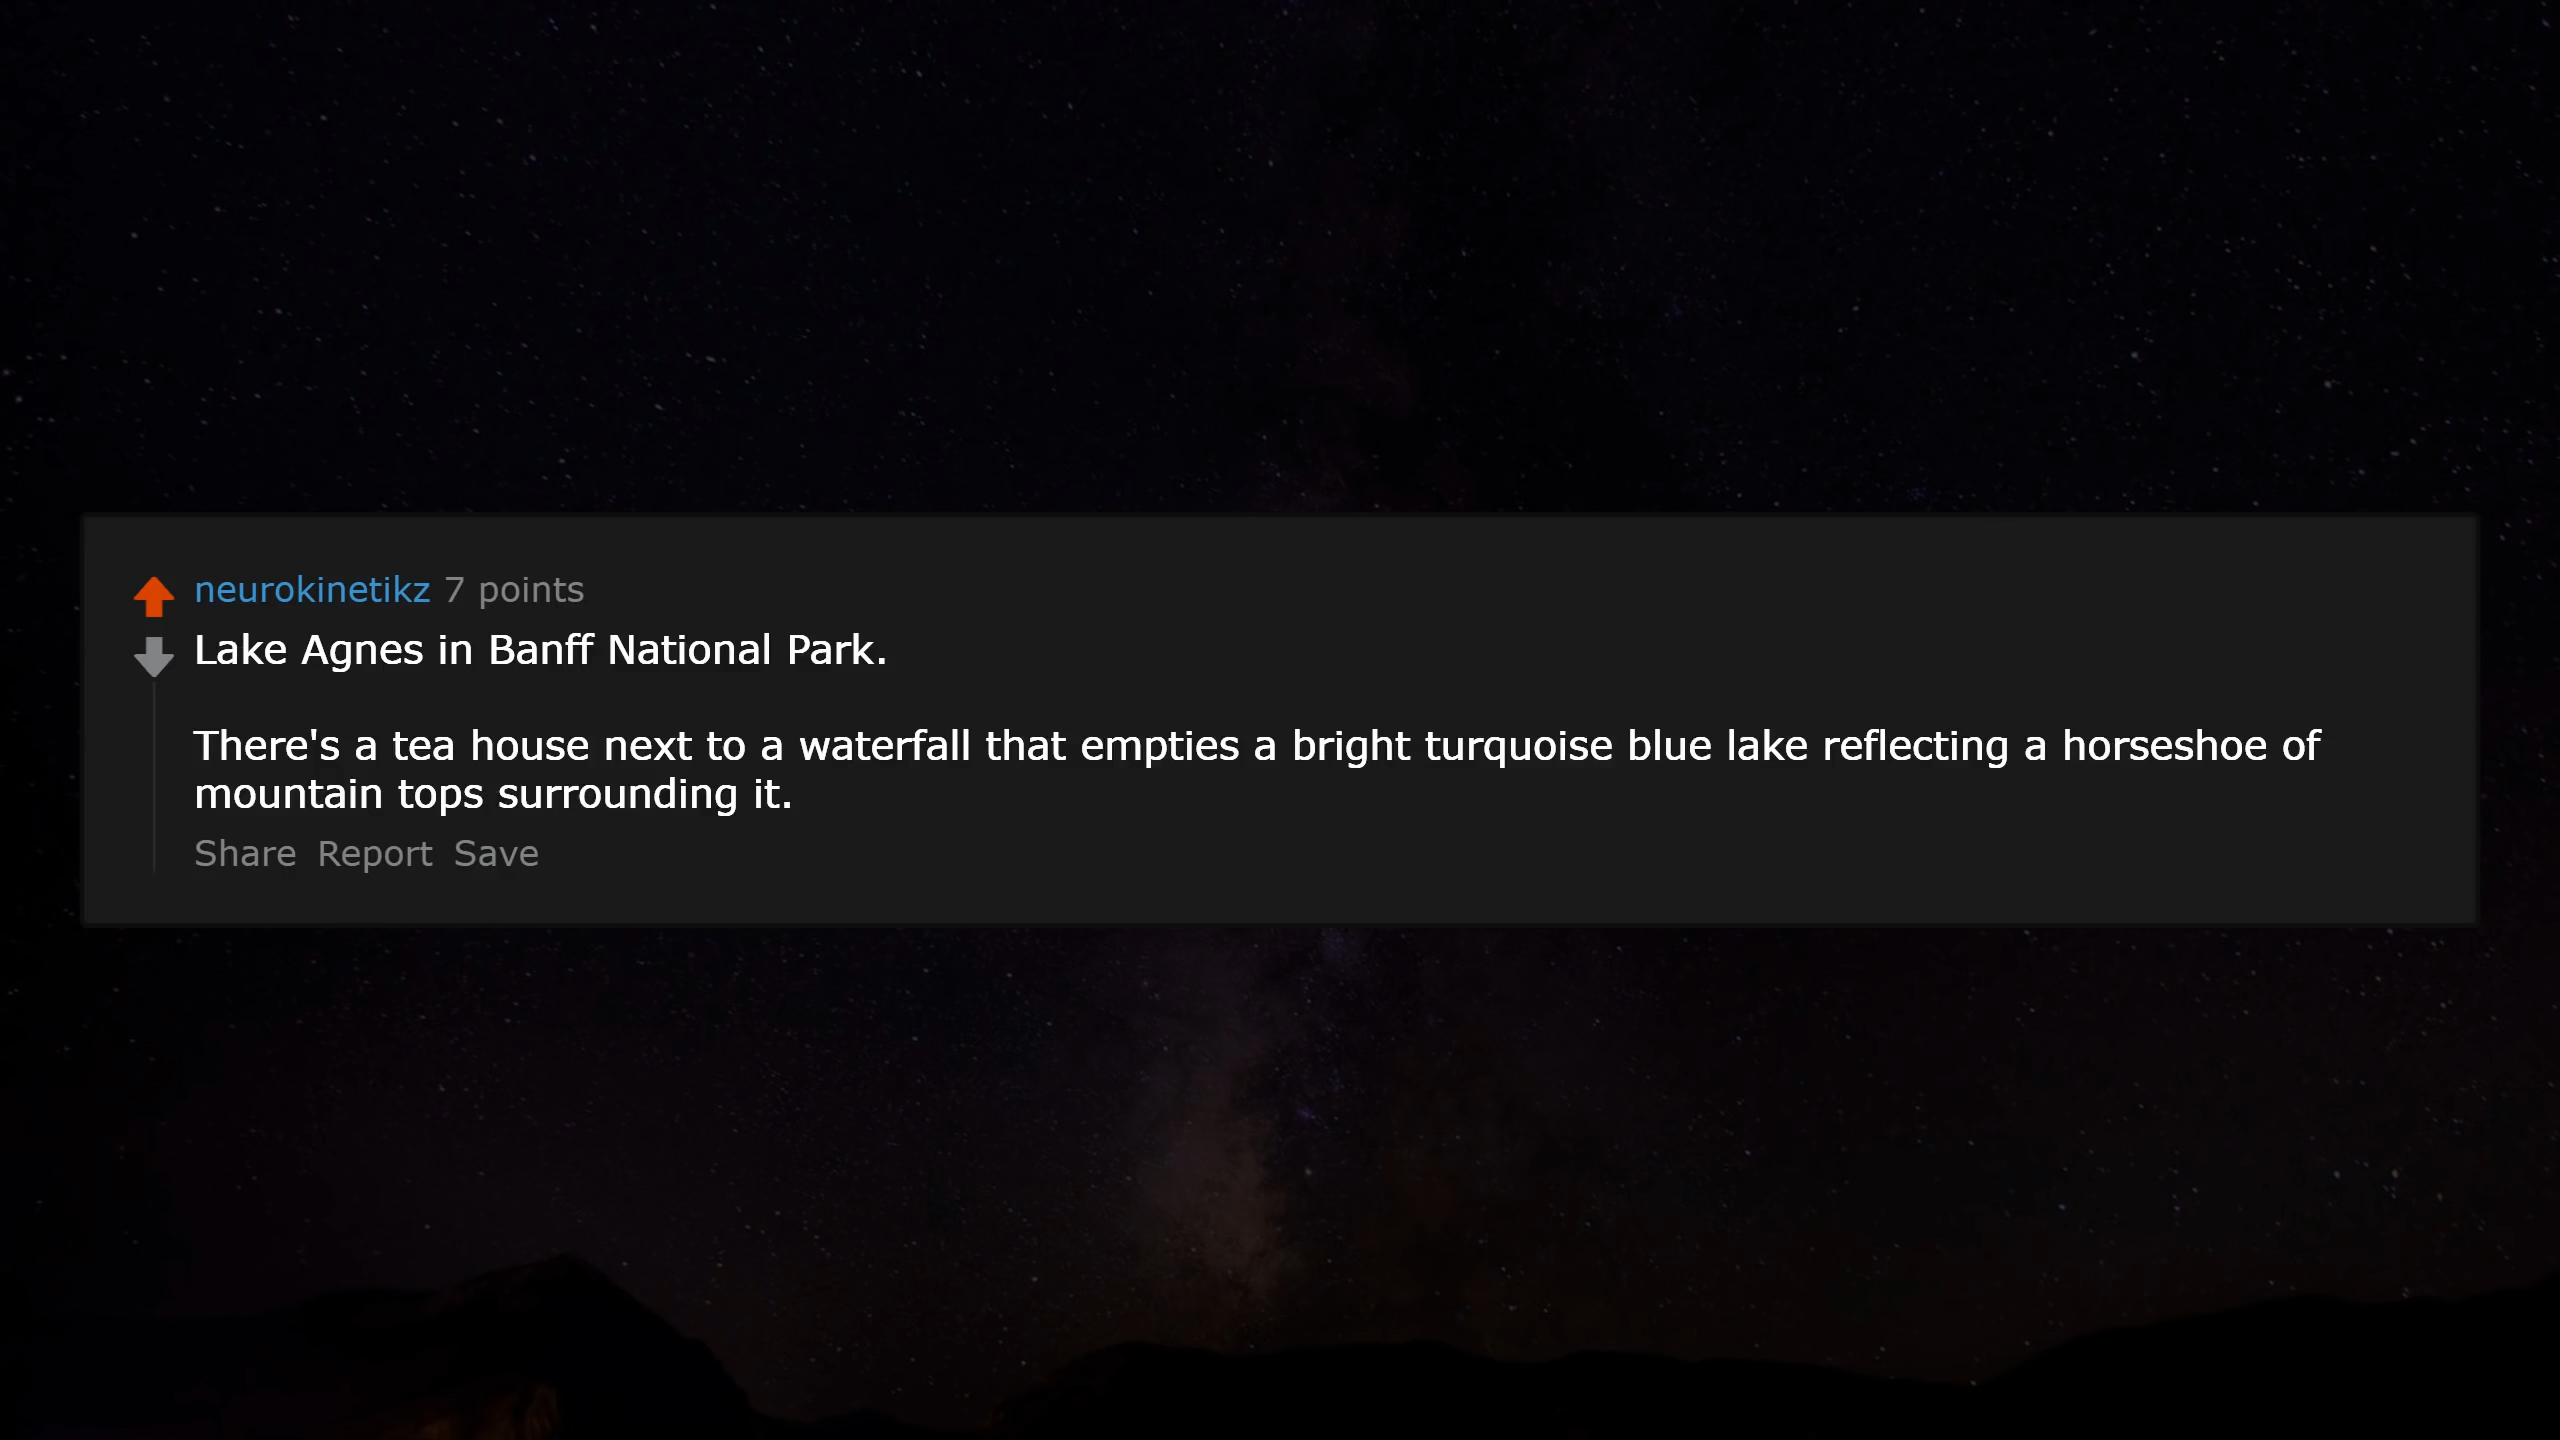 neurokinetikz 7 points
Lake Agnes in Banff National Park.
There's a tea house next to a waterfall that empties a bright turquoise blue lake reflecting a horseshoe of
mountain tops surrounding it.
Share Report Save